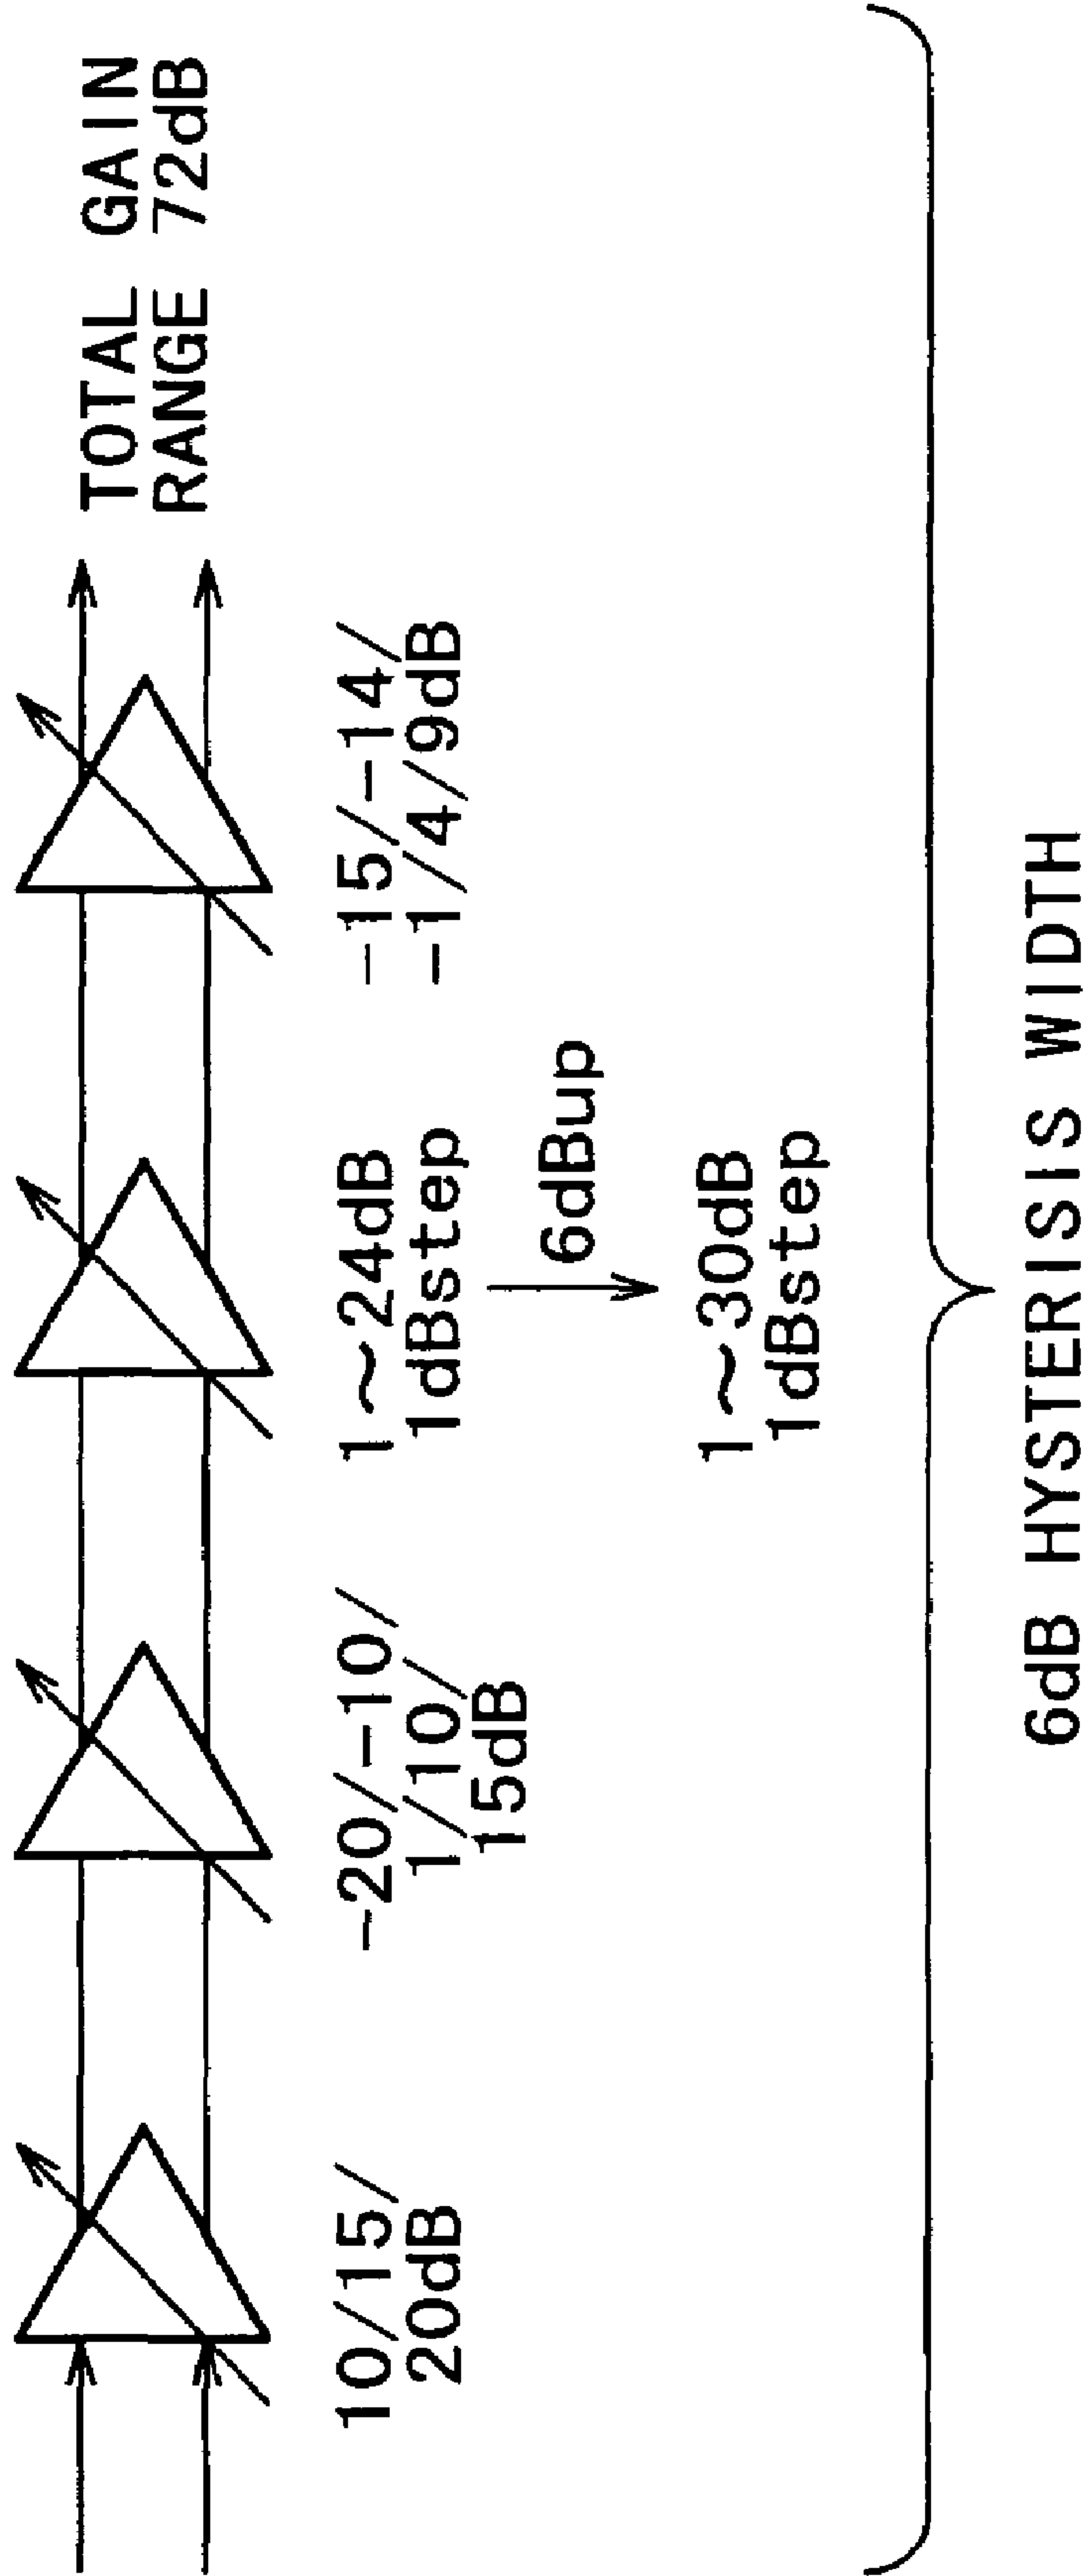 TOTAL GAIN
RANGE 72dB
10/15/
20dB
-20/-10/
1/10/
15dB
1~24dB
1dBstep
-15/-14/
-1/4/9dB
6dBup
1~30dB
1dBstep
6dB HYSTERISIS WIDTH